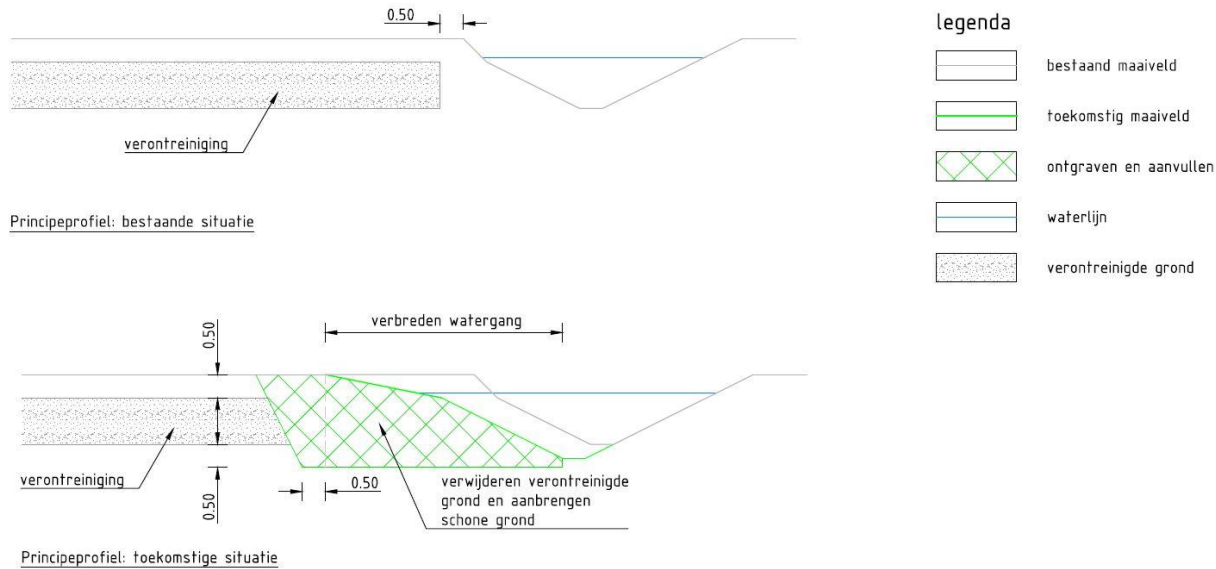 0.50
verontreiniging
Principeprofiel: bestaande situatie
legenda
bestaand maaiveld
toekomstig maaiveld
ontgraven en aanvullen
waterlijn
verontreinigde grond
verbreden watergang
0.50
verontreiniging
0.50
0.50
verwijderen verontreinigde
grond en aanbrengen
schone grond
Principeprofiel: toekomstige situatie